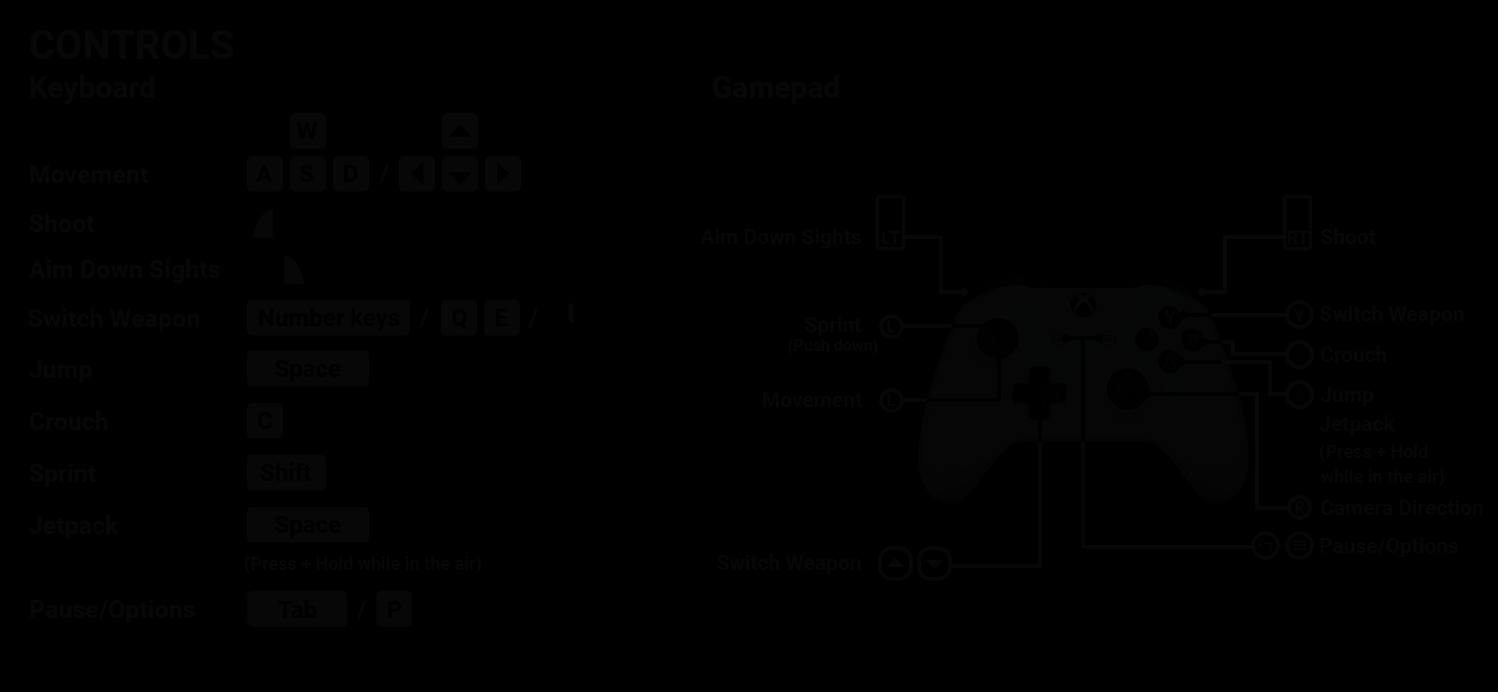 CONTROLS
Keyboard
W
Movement A S D /
Shoot
Aim Down Sights
Switch Weapon Number keys / Q E /
Jump Space
Crouch C
Sprint Shift
Jetpack Space
(Press + Hold while in the air)
Pause/Options Tab / P
Gamepad
Aim Down Sights LT
Sprint L
(Push down)
Movement L
Switch Weapon
RT Shoot
Y Switch Weapon
Crouch
Jump
Jetpack
(Press + Hold
while in the air)
R Camera Direction
Pause/Options
Y